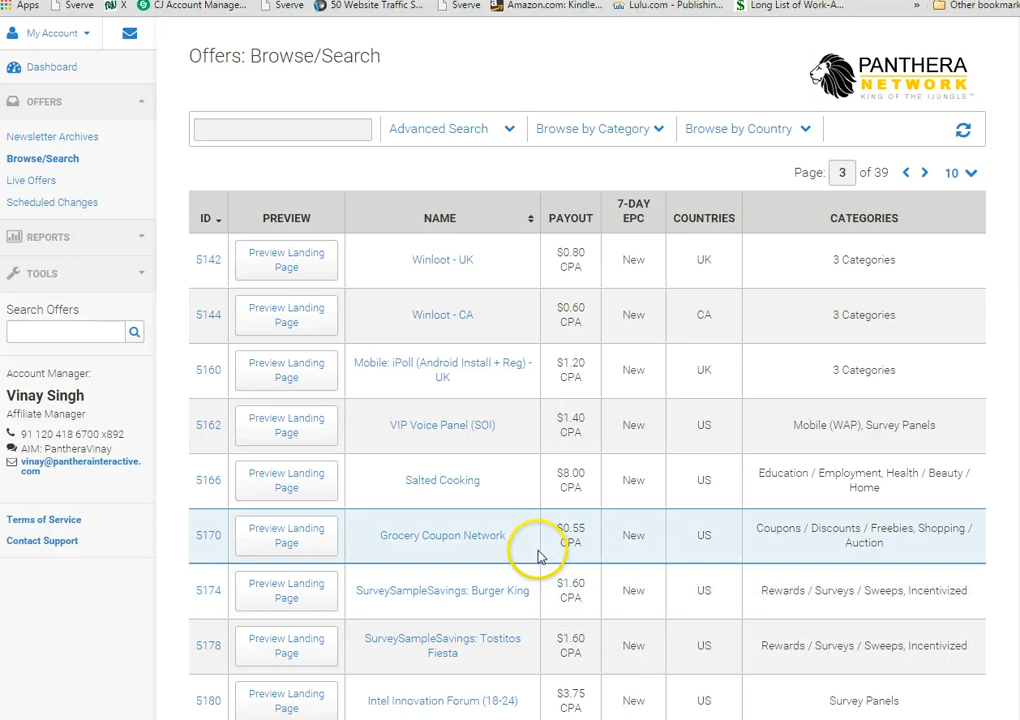 Apps Sverve X CJ Account Manage... Sverve 50 Website Traffic S... Sverve Amazon.com: Kindle... Lulu.com - Publishin... Long List of Work-A... » Other bookmark
My Account
Dashboard
OFFERS
Newsletter Archives
Browse/Search
Live Offers
Scheduled Changes
REPORTS
TOOLS
Search Offers
Account Manager:
Vinay Singh
Affiliate Manager
91 120 418 6700 x892
AIM: PantheraVinay
vinay@pantherainteractive.
com
Terms of Service
Contact Support
Offers: Browse/Search
PANTHERA
NETWORK
KING OF THE JUNGLE
Advanced Search Browse by Category Browse by Country
Page: 3 of 39 10
ID PREVIEW NAME PAYOUT 7-DAY EPC COUNTRIES CATEGORIES
5142 Preview Landing Page Winloot - UK $0.80 CPA New UK 3 Categories
5144 Preview Landing Page Winloot - CA $0.60 CPA New CA 3 Categories
5160 Preview Landing Page Mobile: iPoll (Android Install + Reg) - UK $1.20 CPA New UK 3 Categories
5162 Preview Landing Page VIP Voice Panel (SOI) $1.40 CPA New US Mobile (WAP), Survey Panels
5166 Preview Landing Page Salted Cooking $8.00 CPA New US Education / Employment, Health / Beauty / Home
5170 Preview Landing Page Grocery Coupon Network $0.55 CPA New US Coupons / Discounts / Freebies, Shopping / Auction
5174 Preview Landing Page SurveySampleSavings: Burger King $1.60 CPA New US Rewards / Surveys / Sweeps, Incentivized
5178 Preview Landing Page SurveySampleSavings: Tostitos Fiesta $1.60 CPA New US Rewards / Surveys / Sweeps, Incentivized
5180 Preview Landing Page Intel Innovation Forum (18-24) $3.75 CPA New US Survey Panels